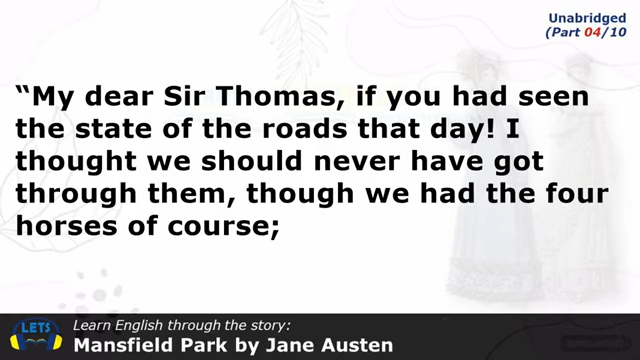 Unabridged
(Part 04/10
“My dear Sir Thomas, if you had seen
the state of the roads that day! I
thought we should never have got
through them, though we had the four
horses of course;
LETS
Learn English through the story:
Mansfield Park by Jane Austen